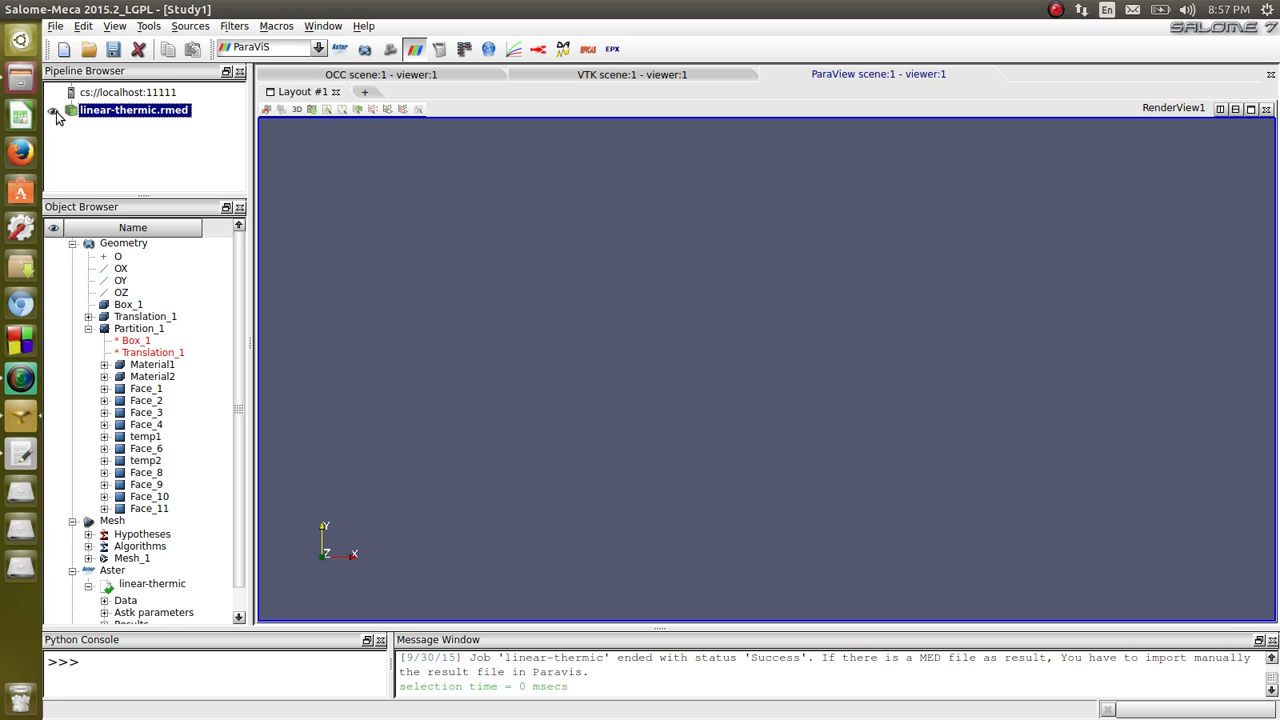 Salome-Meca 2015.2_LGPL - [Study1]
En
8:57 PM
File Edit View Tools Sources Filters Macros Window Help
SALOME 7
ParaViS
Aster
EPX
Pipeline Browser
OCC scene:1 - viewer:1
VTK scene:1 - viewer:1
ParaView scene:1 - viewer:1
cs://localhost:11111
Layout #1
linear-thermic.rmed
3D
RenderView1
Object Browser
Name
Geometry
O
OX
OY
OZ
Box_1
Translation_1
Partition_1
* Box_1
* Translation_1
Material1
Material2
Face_1
Face_2
Face_3
Face_4
temp1
Face_6
temp2
Face_8
Face_9
Face_10
Face_11
Mesh
Hypotheses
Algorithms
Mesh_1
Aster
linear-thermic
Data
Astk parameters
Results
Y
Z
X
Python Console
>>>
Message Window
[9/30/15] Job 'linear-thermic' ended with status 'Success'. If there is a MED file as result, You have to import manually
the result file in Paravis.
selection time = 0 msecs